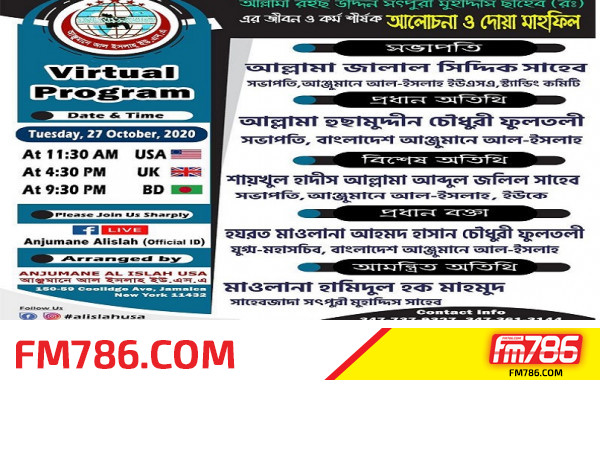 আল্লামা রইছ উদ্দিন সৎপুরী মুহাদ্দিস ছাহেব (রঃ)
এর জীবন ও কর্ম শীর্ষক আলোচনা ও দোয়া মাহফিল
আঞ্জুমানে আল ইসলাহ ইউ.এস.এ
Virtual
Program
Date & Time
Tuesday, 27 October, 2020
At 11:30 AM USA
At 4:30 PM UK
At 9:30 PM BD
Please Join Us Sharply
f LIVE
Anjumane Alislah (Official ID)
Arranged by
ANJUMANE AL ISLAH USA
আঞ্জুমানে আল ইসলাহ ইউ.এস.এ
150-59 Coolidge Ave, Jamaica
New York 11432
Follow Us
#alislahusa
সভাপতি
আল্লামা জালাল সিদ্দিক সাহেব
সভাপতি,আঞ্জুমানে আল-ইসলাহ ইউএসএ,স্ট্যান্ডিং কমিটি
প্রধান অতিথি
আল্লামা হুছামুদ্দীন চৌধুরী ফুলতলী
সভাপতি, বাংলাদেশ আঞ্জুমানে আল-ইসলাহ
বিশেষ অতিথি
শায়খুল হাদীস আল্লামা আব্দুল জলিল সাহেব
সভাপতি, আঞ্জুমানে আল-ইসলাহ, ইউকে
প্রধান বক্তা
হযরত মাওলানা আহমদ হাসান চৌধুরী ফুলতলী
যুগ্ম-মহাসচিব, বাংলাদেশ আঞ্জুমানে আল-ইসলাহ
আমন্ত্রিত অতিথি
মাওলানা হামিদুল হক মাহমুদ
সাহেবজাদা সৎপুরী মুহাদ্দিস সাহেব
Contact Info
FM786.COM
fm786
FM786.COM